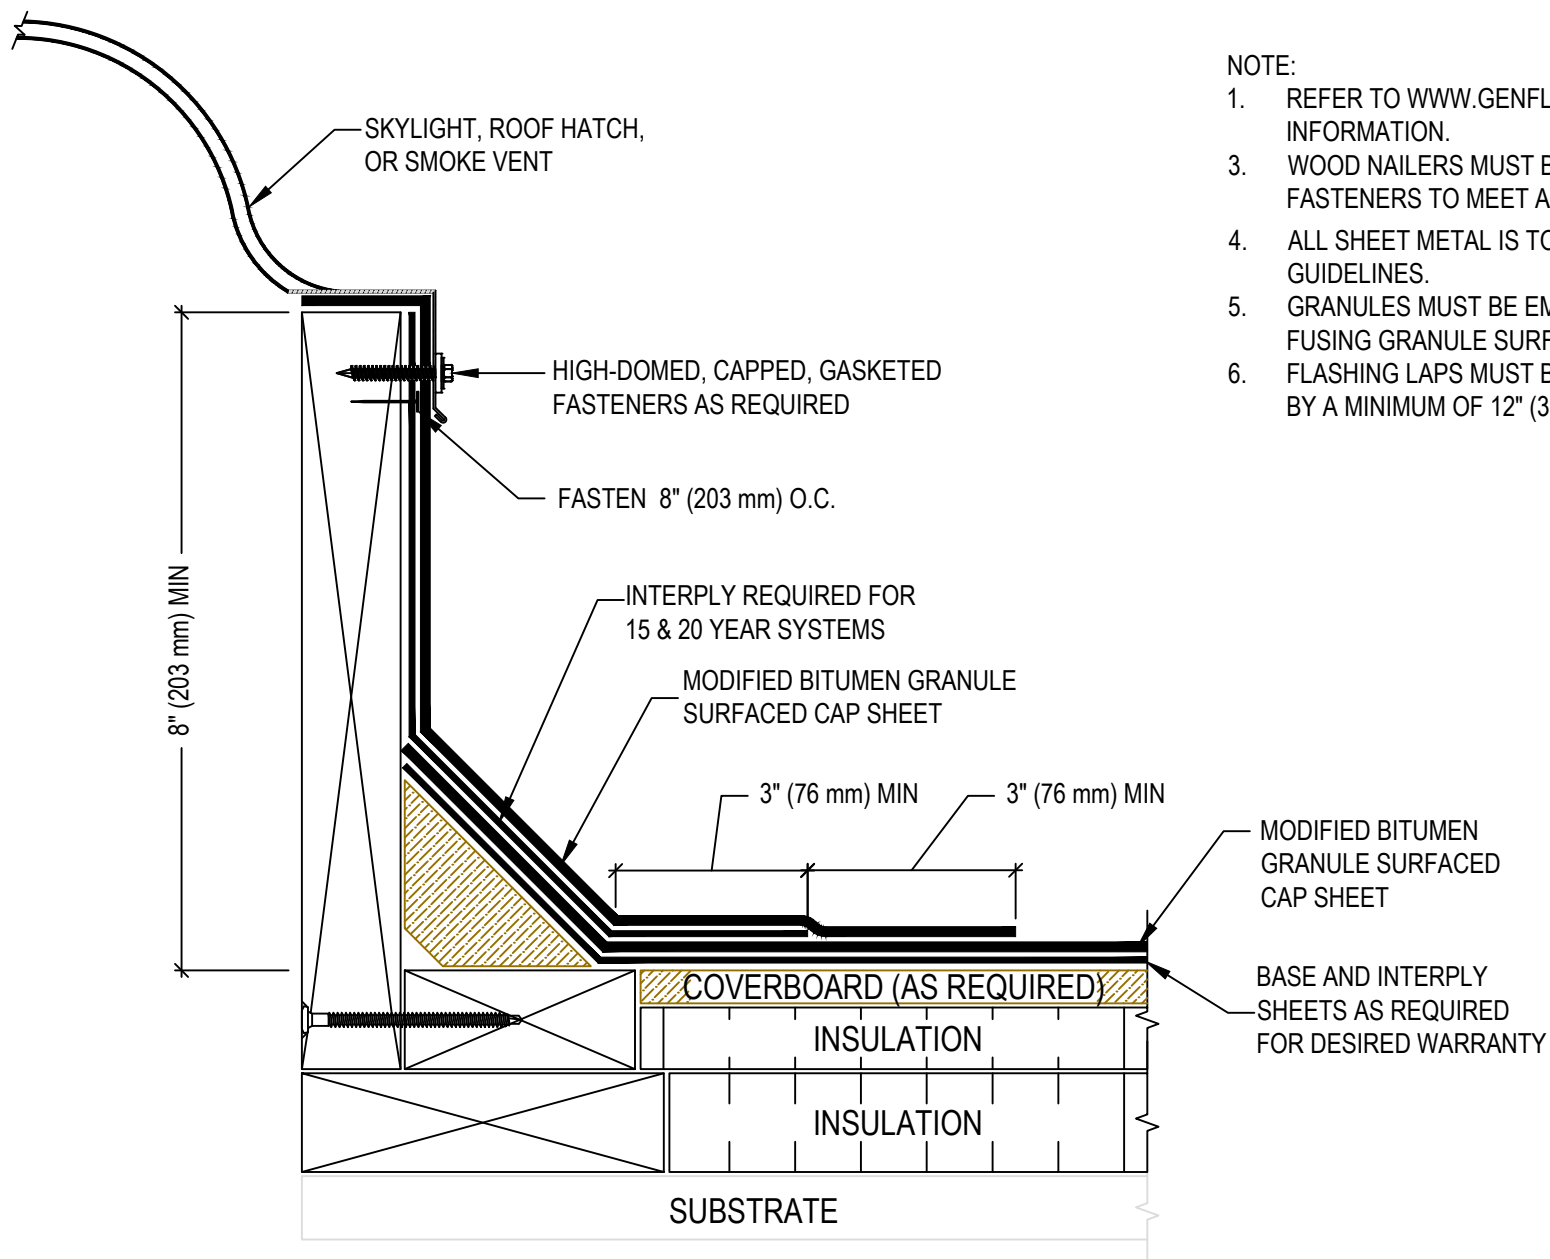 SKYLIGHT, ROOF HATCH,
OR SMOKE VENT
HIGH-DOMED, CAPPED, GASKETED
FASTENERS AS REQUIRED
FASTEN 8" (203 mm) O.C.
8" (203 mm) MIN
INTERPLY REQUIRED FOR
15 & 20 YEAR SYSTEMS
MODIFIED BITUMEN GRANULE
SURFACED CAP SHEET
3" (76 mm) MIN
3" (76 mm) MIN
MODIFIED BITUMEN
GRANULE SURFACED
CAP SHEET
BASE AND INTERPLY
SHEETS AS REQUIRED
FOR DESIRED WARRANTY
COVERBOARD (AS REQUIRED)
INSULATION
INSULATION
SUBSTRATE
NOTE:
1. REFER TO WWW.GENFL
INFORMATION.
3. WOOD NAILERS MUST
FASTENERS TO MEET A
4. ALL SHEET METAL IS TO
GUIDELINES.
5. GRANULES MUST BE EM
FUSING GRANULE SURF
6. FLASHING LAPS MUST
BY A MINIMUM OF 12" (3